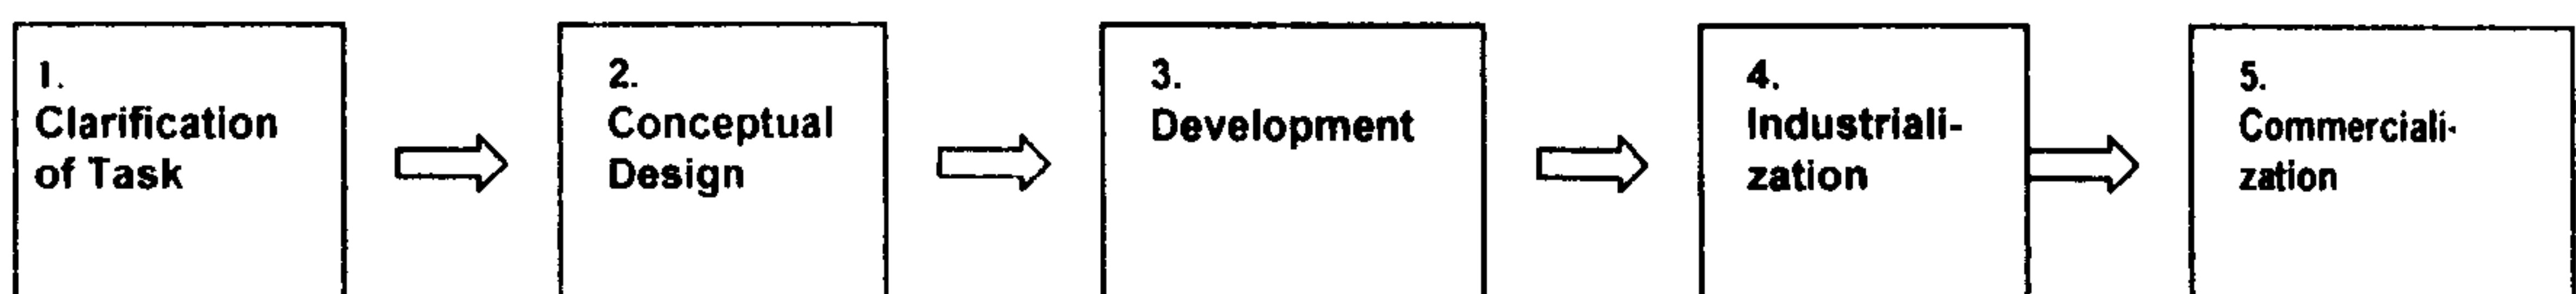 1.
Clarification
of Task
2.
Conceptual
Design
3.
Development
4.
Industriali-
zation
5.
Commerciali-
zation